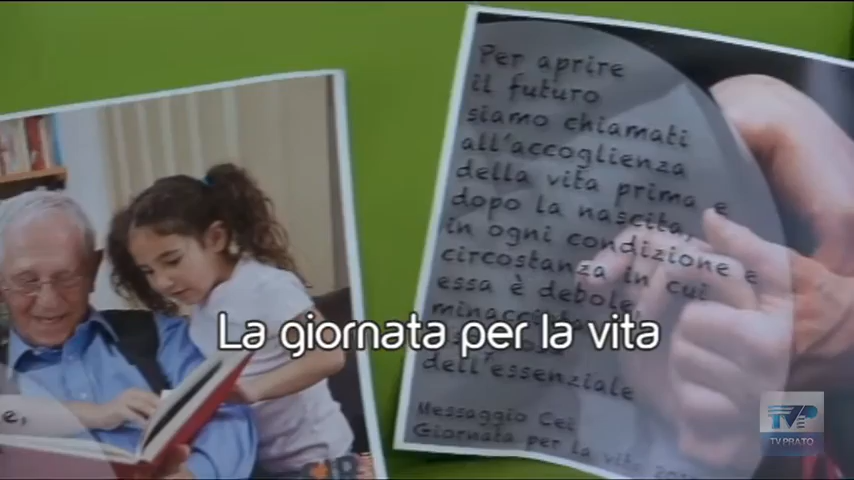 Per aprire
il futuro
siamo chiamati
all'accoglienza
della vita prima e
dopo la nascita,
in ogni condizione e
circostanza in cui
essa è debole,
dell'essenziale
Messaggio Cei
Giornata per la vita
La giornata per la vita
e,
TVP
TV PRATO